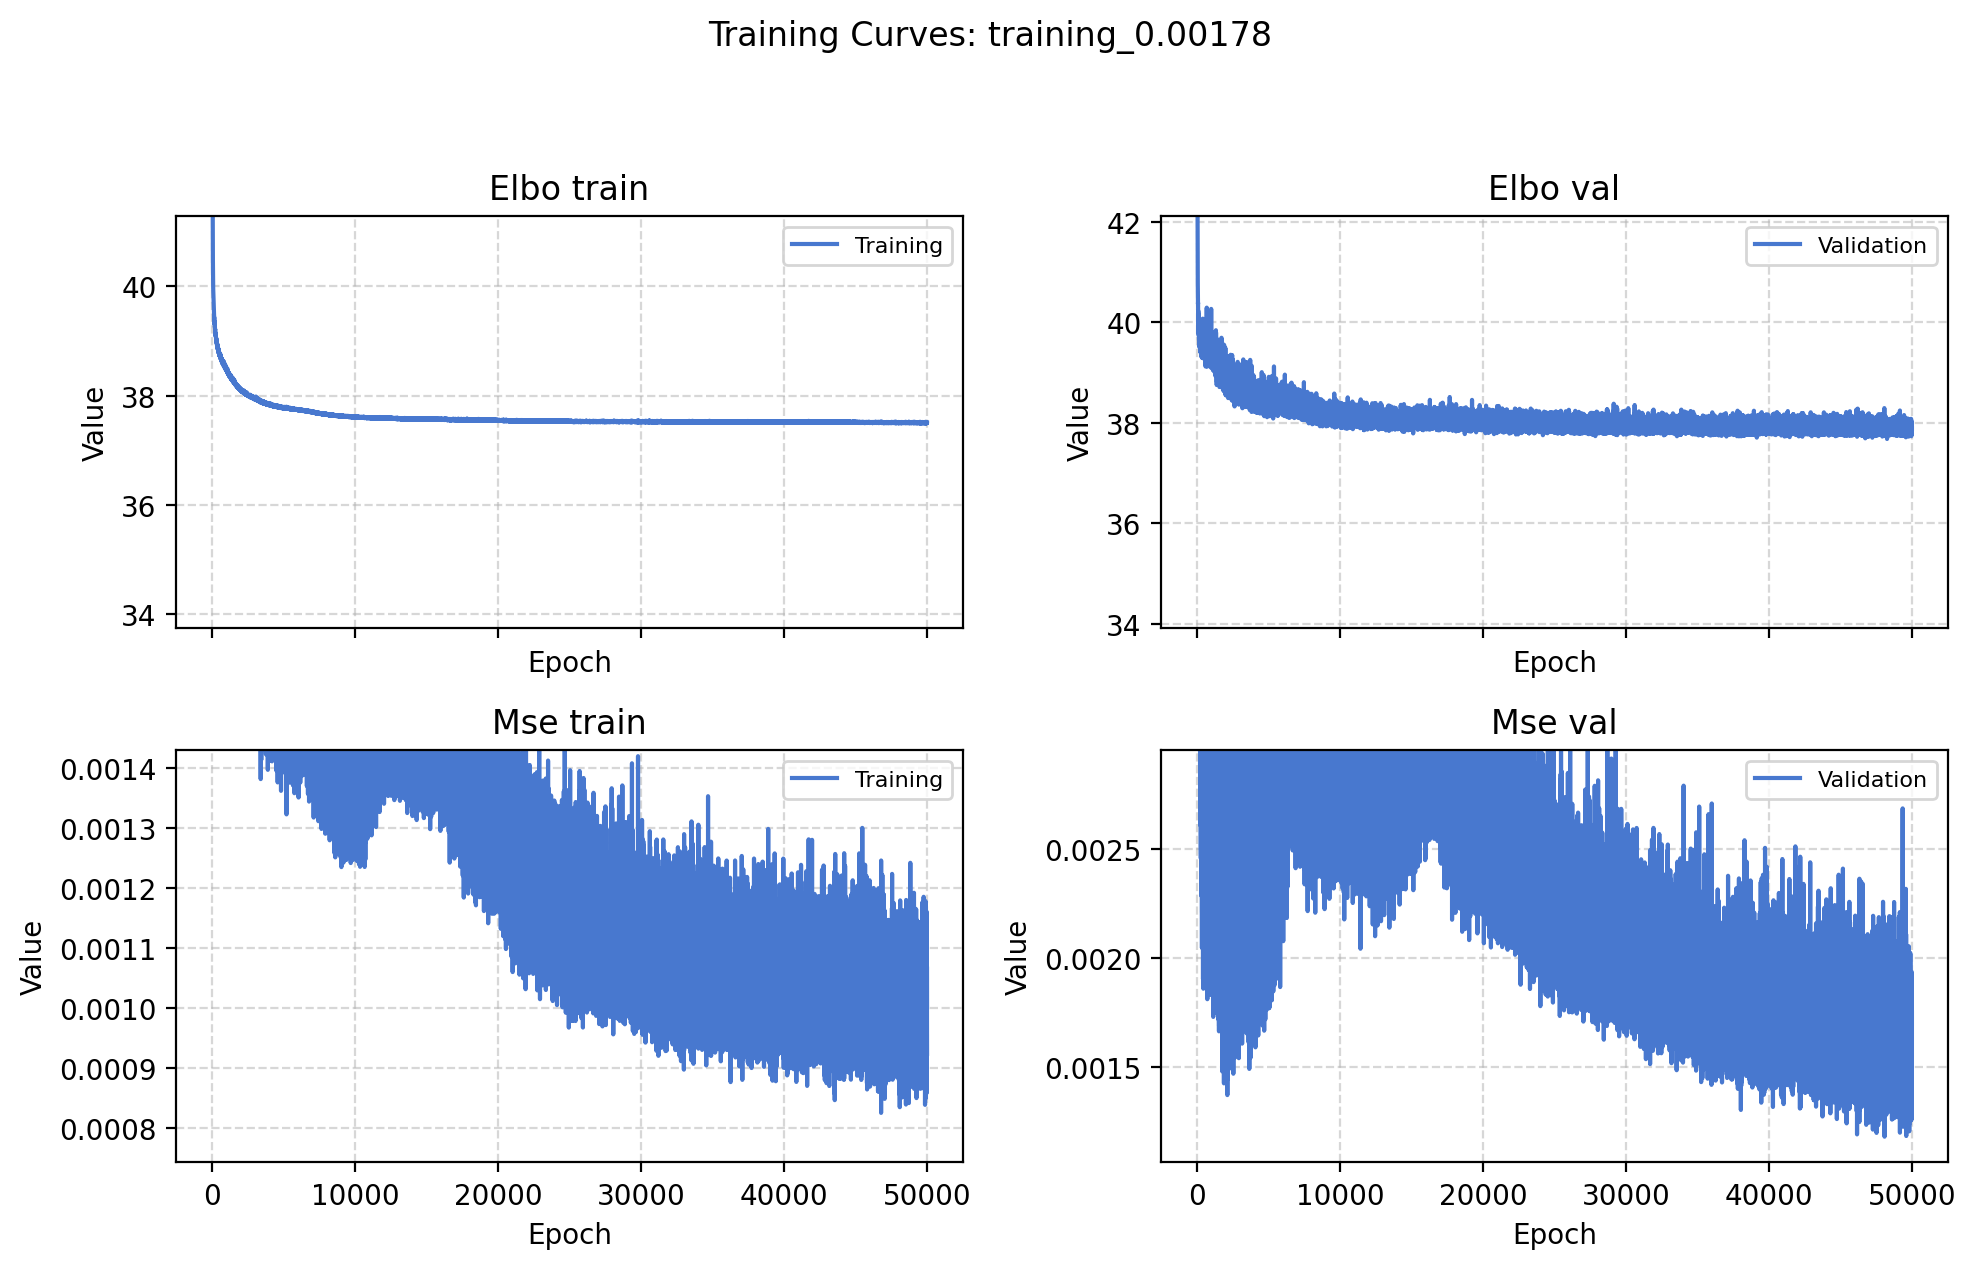 Training Curves: training_0.00178
Elbo train
Training
40
38
36
34
Value
Epoch
Elbo val
Validation
42
40
38
36
34
Value
Epoch
Mse train
Training
0.0014
0.0013
0.0012
0.0011
0.0010
0.0009
0.0008
Value
0 10000 20000 30000 40000 50000
Epoch
Mse val
Validation
0.0025
0.0020
0.0015
Value
0 10000 20000 30000 40000 50000
Epoch